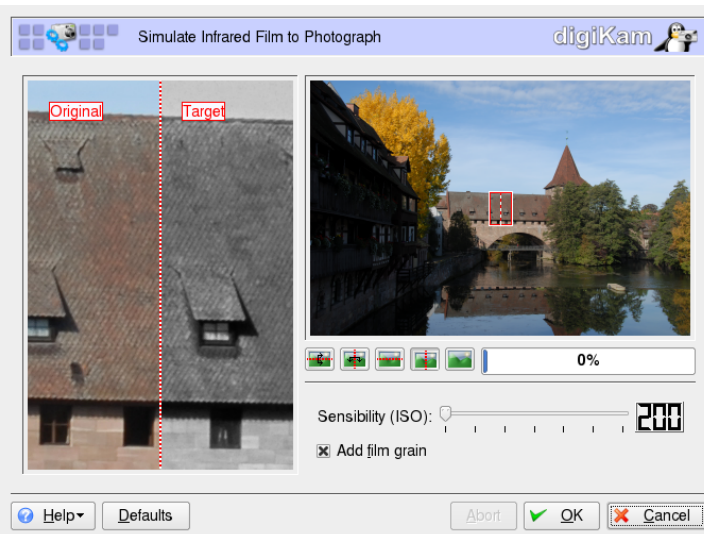 Simulate Infrared Film to Photograph
digiKam
Original
Target
0%
Sensibility (ISO):
200
Add film grain
Help
Defaults
Abort
OK
Cancel